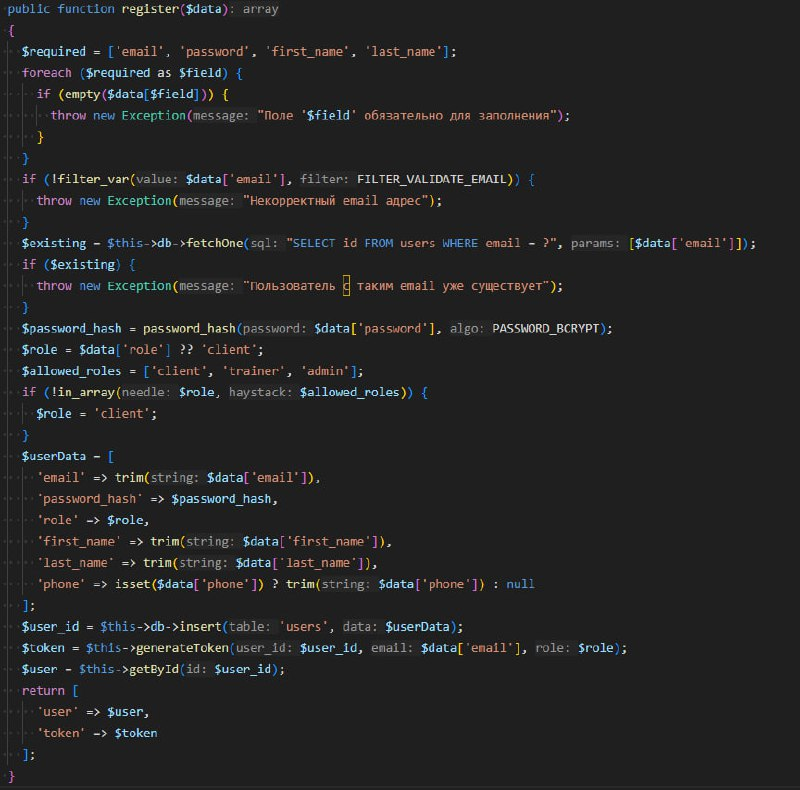 public function register($data): array
{
$required = ['email', 'password', 'first_name', 'last_name'];
foreach ($required as $field) {
if (empty($data[$field])) {
throw new Exception(message: "Поле '$field' обязательно для заполнения");
}
}
if (!filter_var(value: $data['email'], filter: FILTER_VALIDATE_EMAIL)) {
throw new Exception(message: "Некорректный email адрес");
}
$existing = $this->db->fetchOne(sql: "SELECT id FROM users WHERE email = ?", params: [$data['email']]);
if ($existing) {
throw new Exception(message: "Пользователь с таким email уже существует");
}
$password_hash = password_hash(password: $data['password'], algo: PASSWORD_BCRYPT);
$role = $data['role'] ?? 'client';
$allowed_roles = ['client', 'trainer', 'admin'];
if (!in_array(needle: $role, haystack: $allowed_roles)) {
$role = 'client';
}
$userData = [
'email' => trim(string: $data['email']),
'password_hash' => $password_hash,
'role' => $role,
'first_name' => trim(string: $data['first_name']),
'last_name' => trim(string: $data['last_name']),
'phone' => isset($data['phone']) ? trim(string: $data['phone']) : null
];
$user_id = $this->db->insert(table: 'users', data: $userData);
$token = $this->generateToken(user_id: $user_id, email: $data['email'], role: $role);
$user = $this->getById(id: $user_id);
return [
'user' => $user,
'token' => $token
];
}